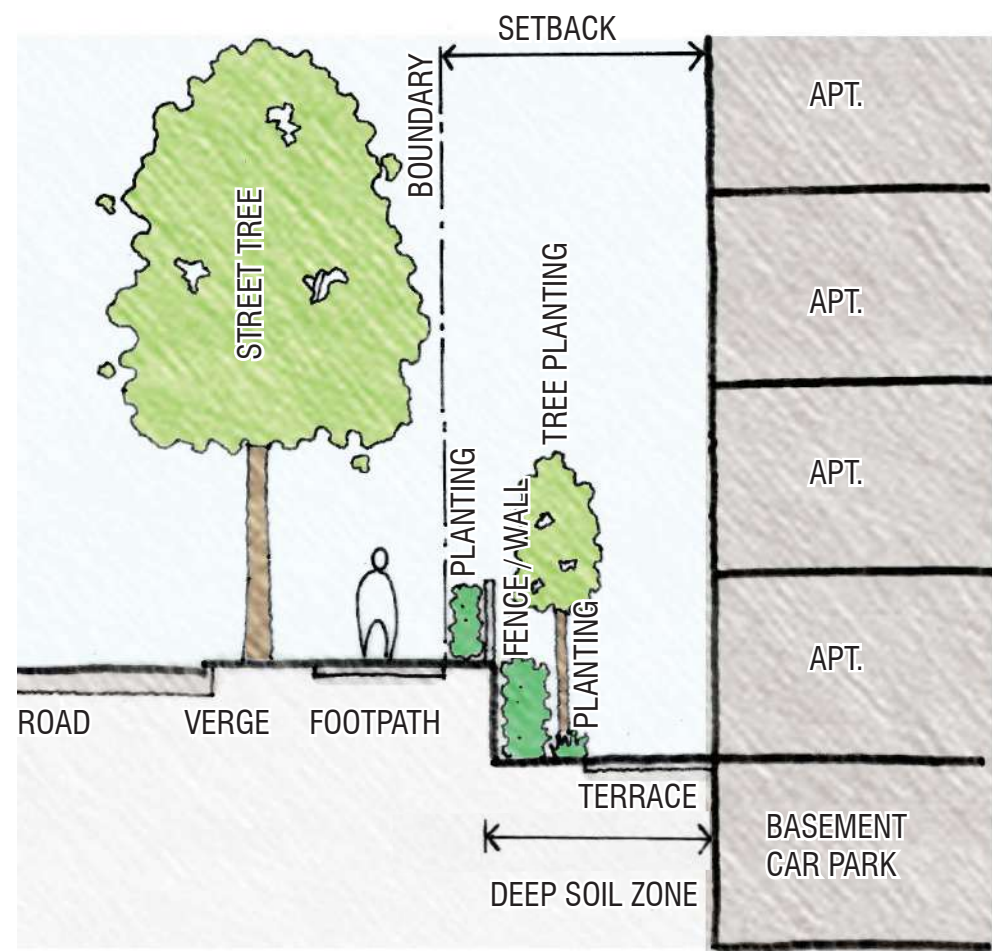 SETBACK
BOUNDARY
APT.
STREET TREE
APT.
TREE PLANTING
PLANTING
FENCE/WALL
APT.
PLANTING
APT.
ROAD
VERGE
FOOTPATH
TERRACE
BASEMENT
CAR PARK
DEEP SOIL ZONE